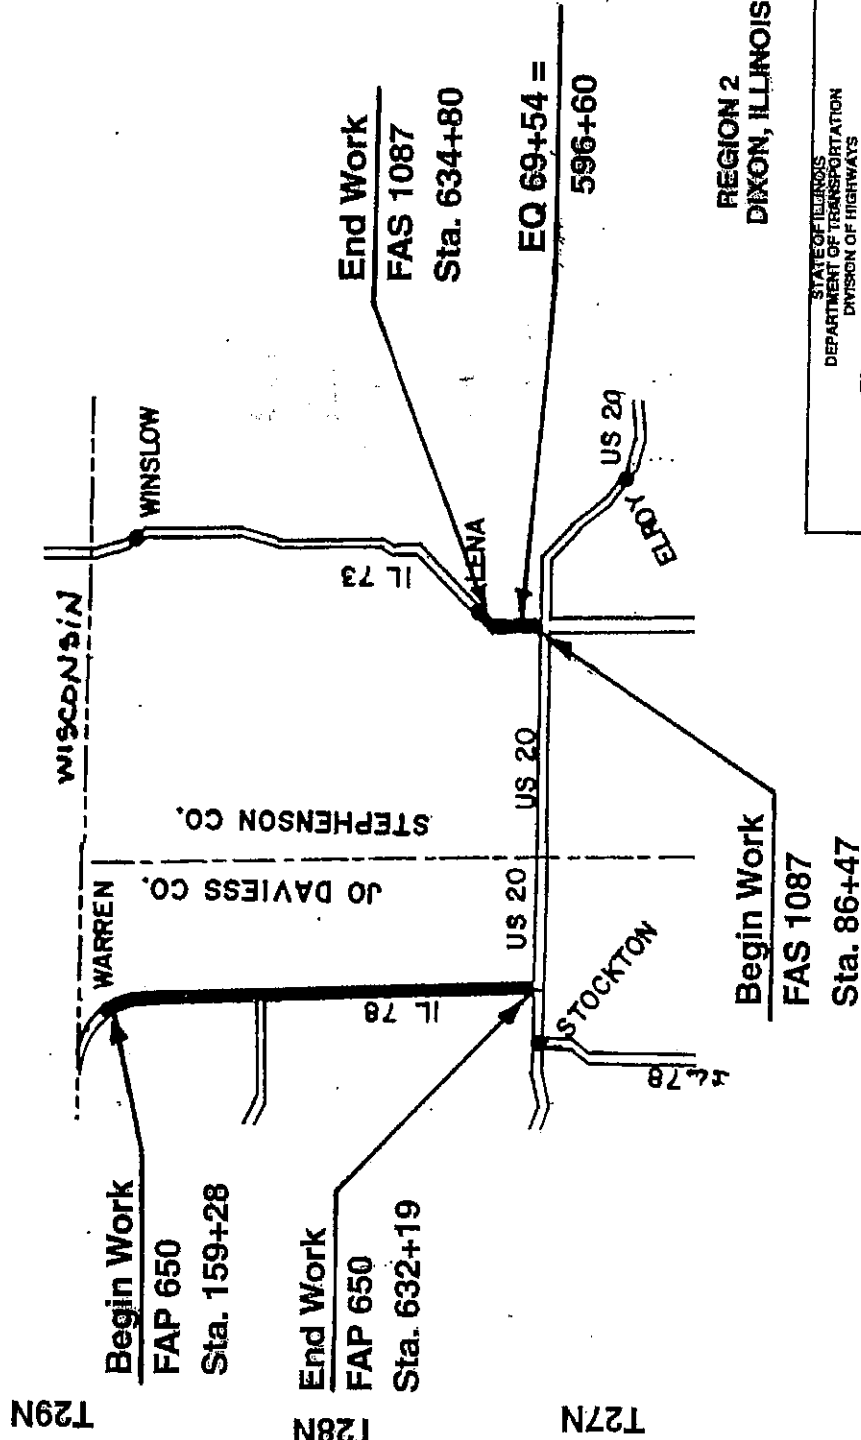 WISCONSIN
WINSLOW
WARREN
IL 73
LENA
JO DAVIESS CO.
STEPHENSON CO.
IL 78
US 20
US 20
US 20
ELROY
STOCKTON
IL 78
T29N
T28N
T27N
Begin Work
FAP 650
Sta. 159+28
End Work
FAP 650
Sta. 632+19
Begin Work
FAS 1087
Sta. 86+47
End Work
FAS 1087
Sta. 634+80
EQ 69+54 =
596+60
REGION 2
DIXON, ILLINOIS
STATE OF ILLINOIS
DEPARTMENT OF TRANSPORTATION
DIVISION OF HIGHWAYS